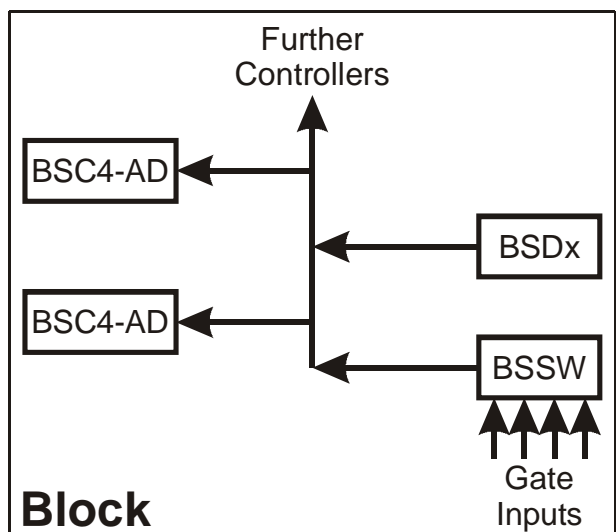 Further
Controllers
BSC4-AD
BSDx
BSC4-AD
BSSW
Gate
Inputs
Block